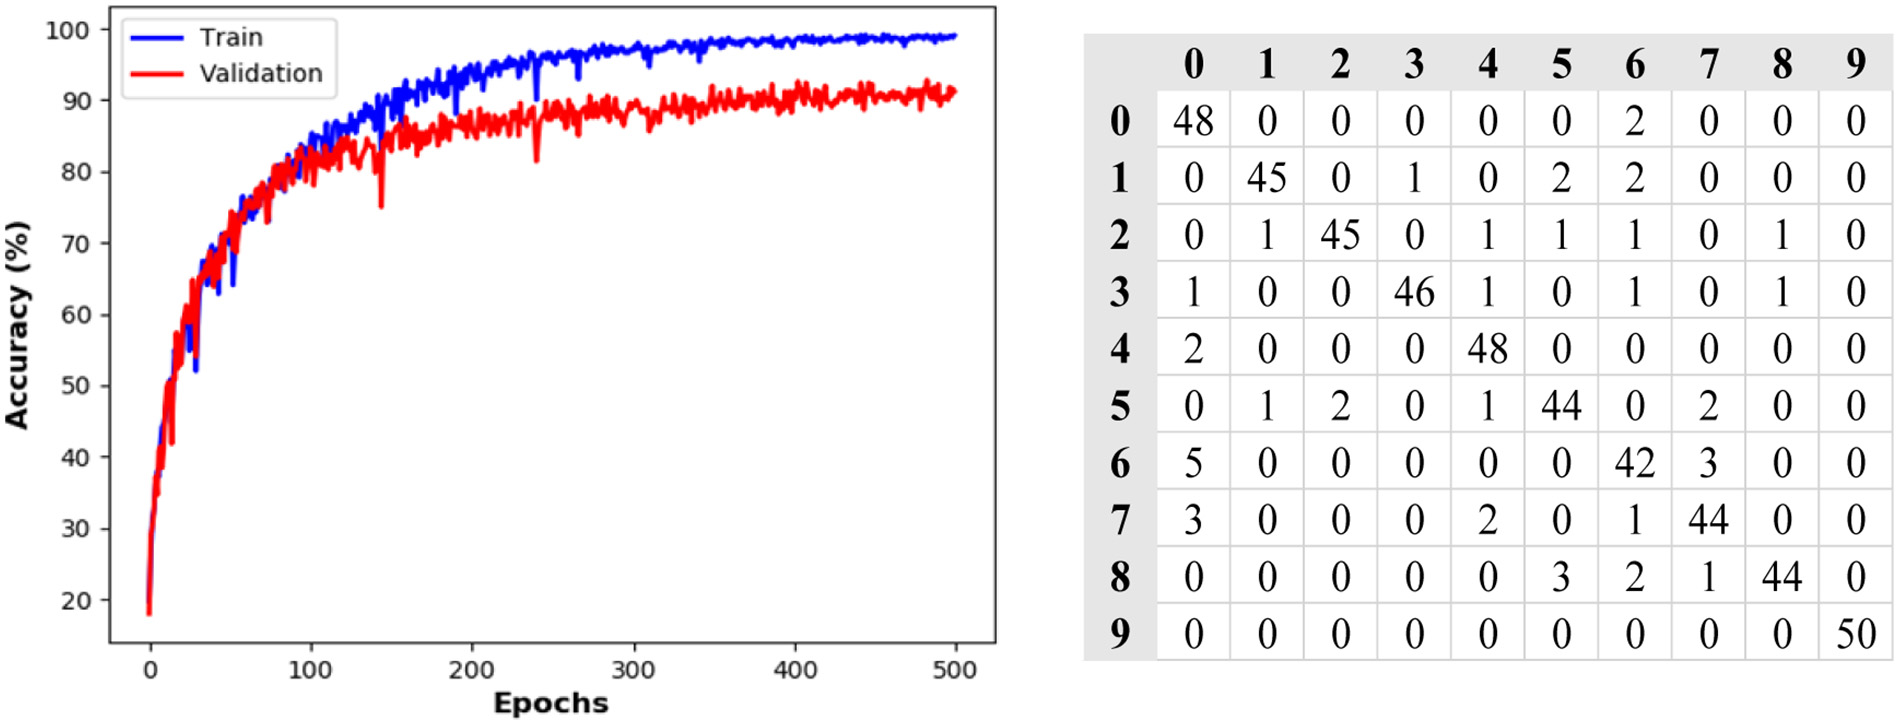 Train
Validation
100
90
80
70
60
50
40
30
20
Accuracy (%)
0 100 200 300 400 500
Epochs
0 1 2 3 4 5 6 7 8 9
0 48 0 0 0 0 0 2 0 0 0
1 0 45 0 1 0 2 2 0 0 0
2 0 1 45 0 1 1 1 0 1 0
3 1 0 0 46 1 0 1 0 1 0
4 2 0 0 0 48 0 0 0 0 0
5 0 1 2 0 1 44 0 2 0 0
6 5 0 0 0 0 0 42 3 0 0
7 3 0 0 0 2 0 1 44 0 0
8 0 0 0 0 0 3 2 1 44 0
9 0 0 0 0 0 0 0 0 0 50